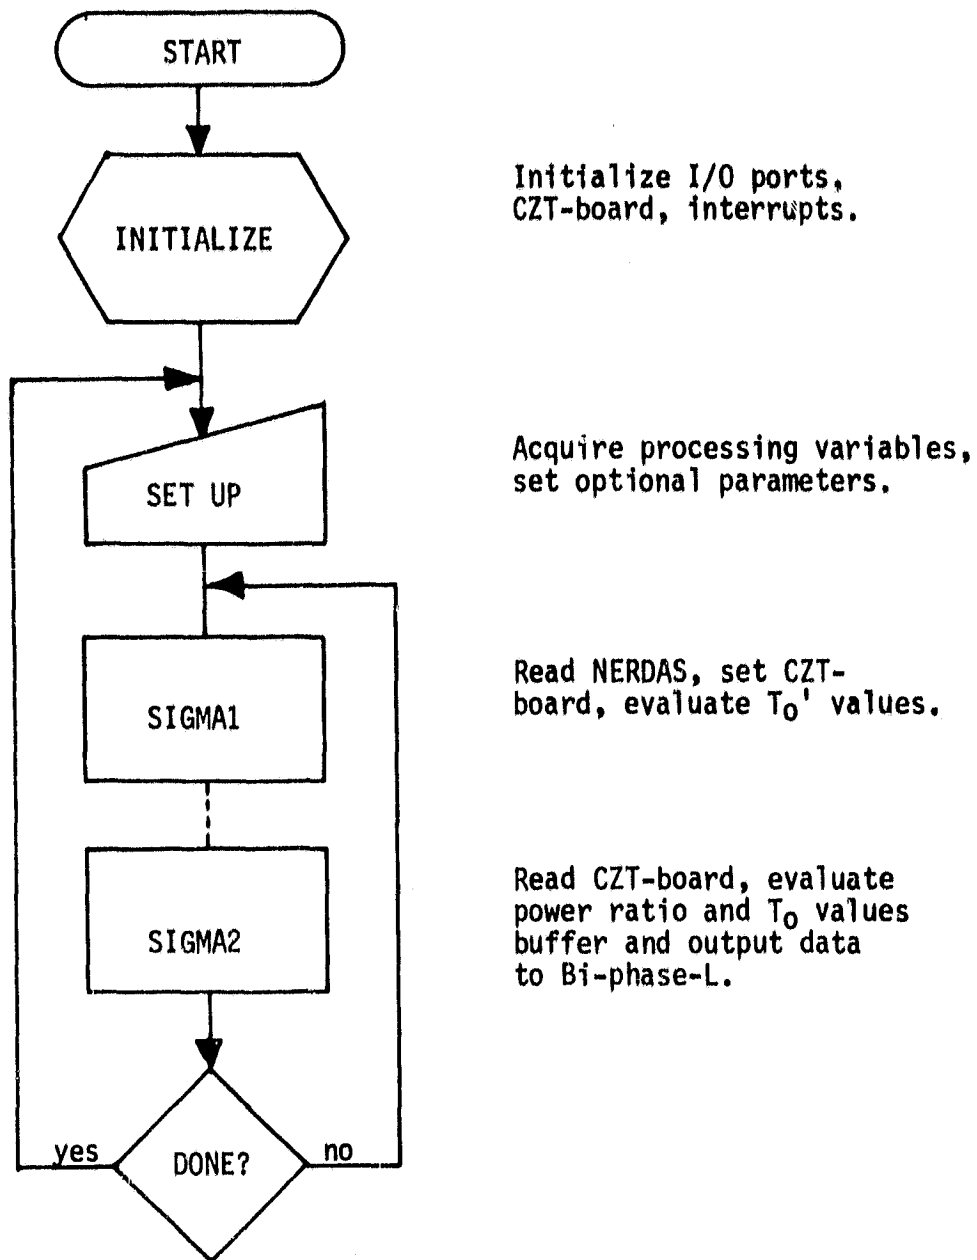 START
INITIALIZE
Initialize I/O ports,
CZT-board, interrupts.
SET UP
Acquire processing variables,
set optional parameters.
SIGMA1
Read NERDAS, set CZT-
board, evaluate To' values.
SIGMA2
Read CZT-board, evaluate
power ratio and To values
buffer and output data
to Bi-phase-L.
yes
DONE?
no